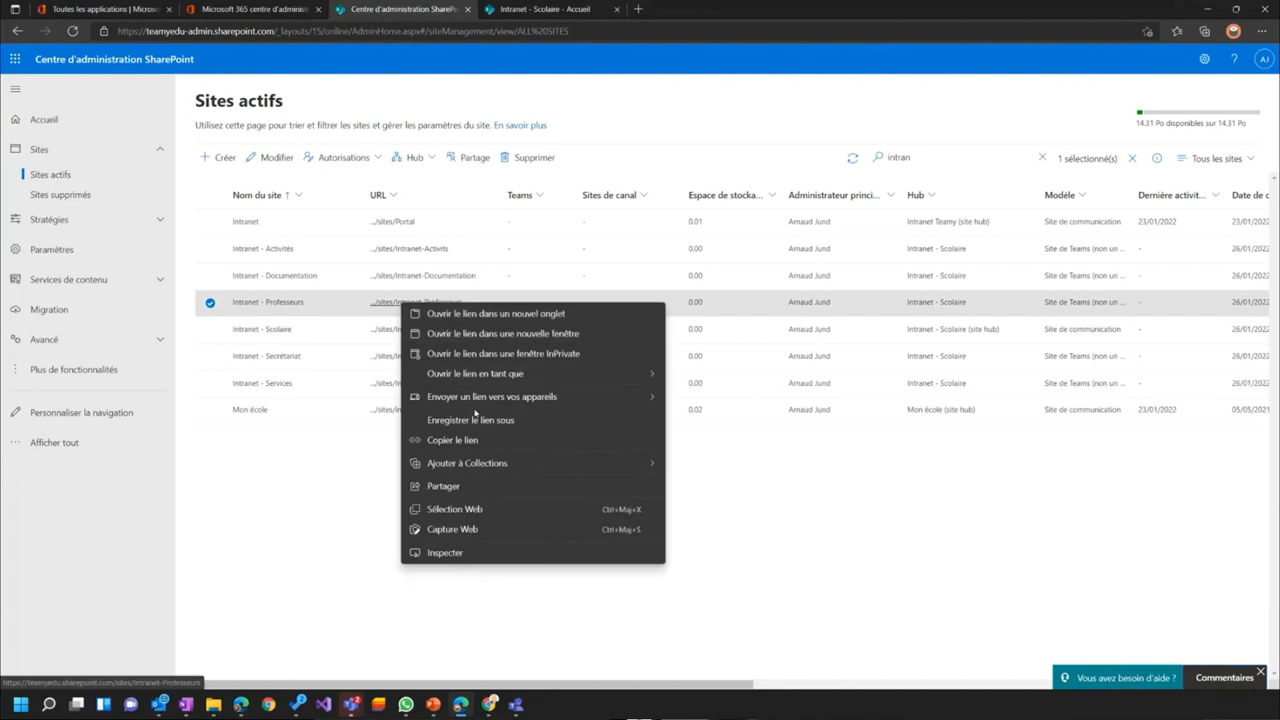 Toutes les applications | Microso
Microsoft 365 centre d'administ
Centre d'administration SharePoi
Intranet - Scolaire - Accueil
https://teamyedu-admin.sharepoint.com/_layouts/15/online/AdminHome.aspx#/siteManagement/view/ALL%20SITES
Centre d'administration SharePoint
? AJ
Accueil
Sites
Sites actifs
Sites supprimés
Stratégies
Paramètres
Services de contenu
Migration
Avancé
Plus de fonctionnalités
Personnaliser la navigation
Afficher tout
Sites actifs
Utilisez cette page pour trier et filtrer les sites et gérer les paramètres du site. En savoir plus
14.31 Po disponibles sur 14.31 Po
Créer Modifier Autorisations Hub Partage Supprimer intran 1 sélectionné(s) Tous les sites
Nom du site URL Teams Sites de canal Espace de stocka... Administrateur princi... Hub Modèle Dernière activit... Date de c
Intranet .../sites/Portal - - 0.01 Arnaud Jund Intranet Teamy (site hub) Site de communication 23/01/2022 23/01/2022
Intranet - Activités .../sites/Intranet-Activits - - 0.00 Arnaud Jund Intranet - Scolaire Site de Teams (non un ... - 26/01/2022
Intranet - Documentation .../sites/Intranet-Documentation - - 0.00 Arnaud Jund Intranet - Scolaire Site de Teams (non un ... - 26/01/2022
Intranet - Professeurs .../sites/Intranet-Professeurs 0.00 Arnaud Jund Intranet - Scolaire Site de Teams (non un ... - 26/01/2022
Intranet - Scolaire .../sites 0.00 Arnaud Jund Intranet - Scolaire (site hub) Site de communication - 26/01/2022
Intranet - Secrétariat .../sites 0.00 Arnaud Jund Intranet - Scolaire Site de Teams (non un ... - 26/01/2022
Intranet - Services .../sites 0.00 Arnaud Jund Intranet - Scolaire Site de Teams (non un ... - 26/01/2022
Mon école .../sites/in 0.02 Arnaud Jund Mon école (site hub) Site de communication 23/01/2022 05/05/2021
Ouvrir le lien dans un nouvel onglet
Ouvrir le lien dans une nouvelle fenêtre
Ouvrir le lien dans une fenêtre InPrivate
Ouvrir le lien en tant que
Envoyer un lien vers vos appareils
Enregistrer le lien sous
Copier le lien
Ajouter à Collections
Partager
Sélection Web Ctrl+Maj+X
Capture Web Ctrl+Maj+S
Inspecter
Vous avez besoin d'aide ? Commentaires
https://teamyedu.sharepoint.com/sites/Intranet-Professeurs